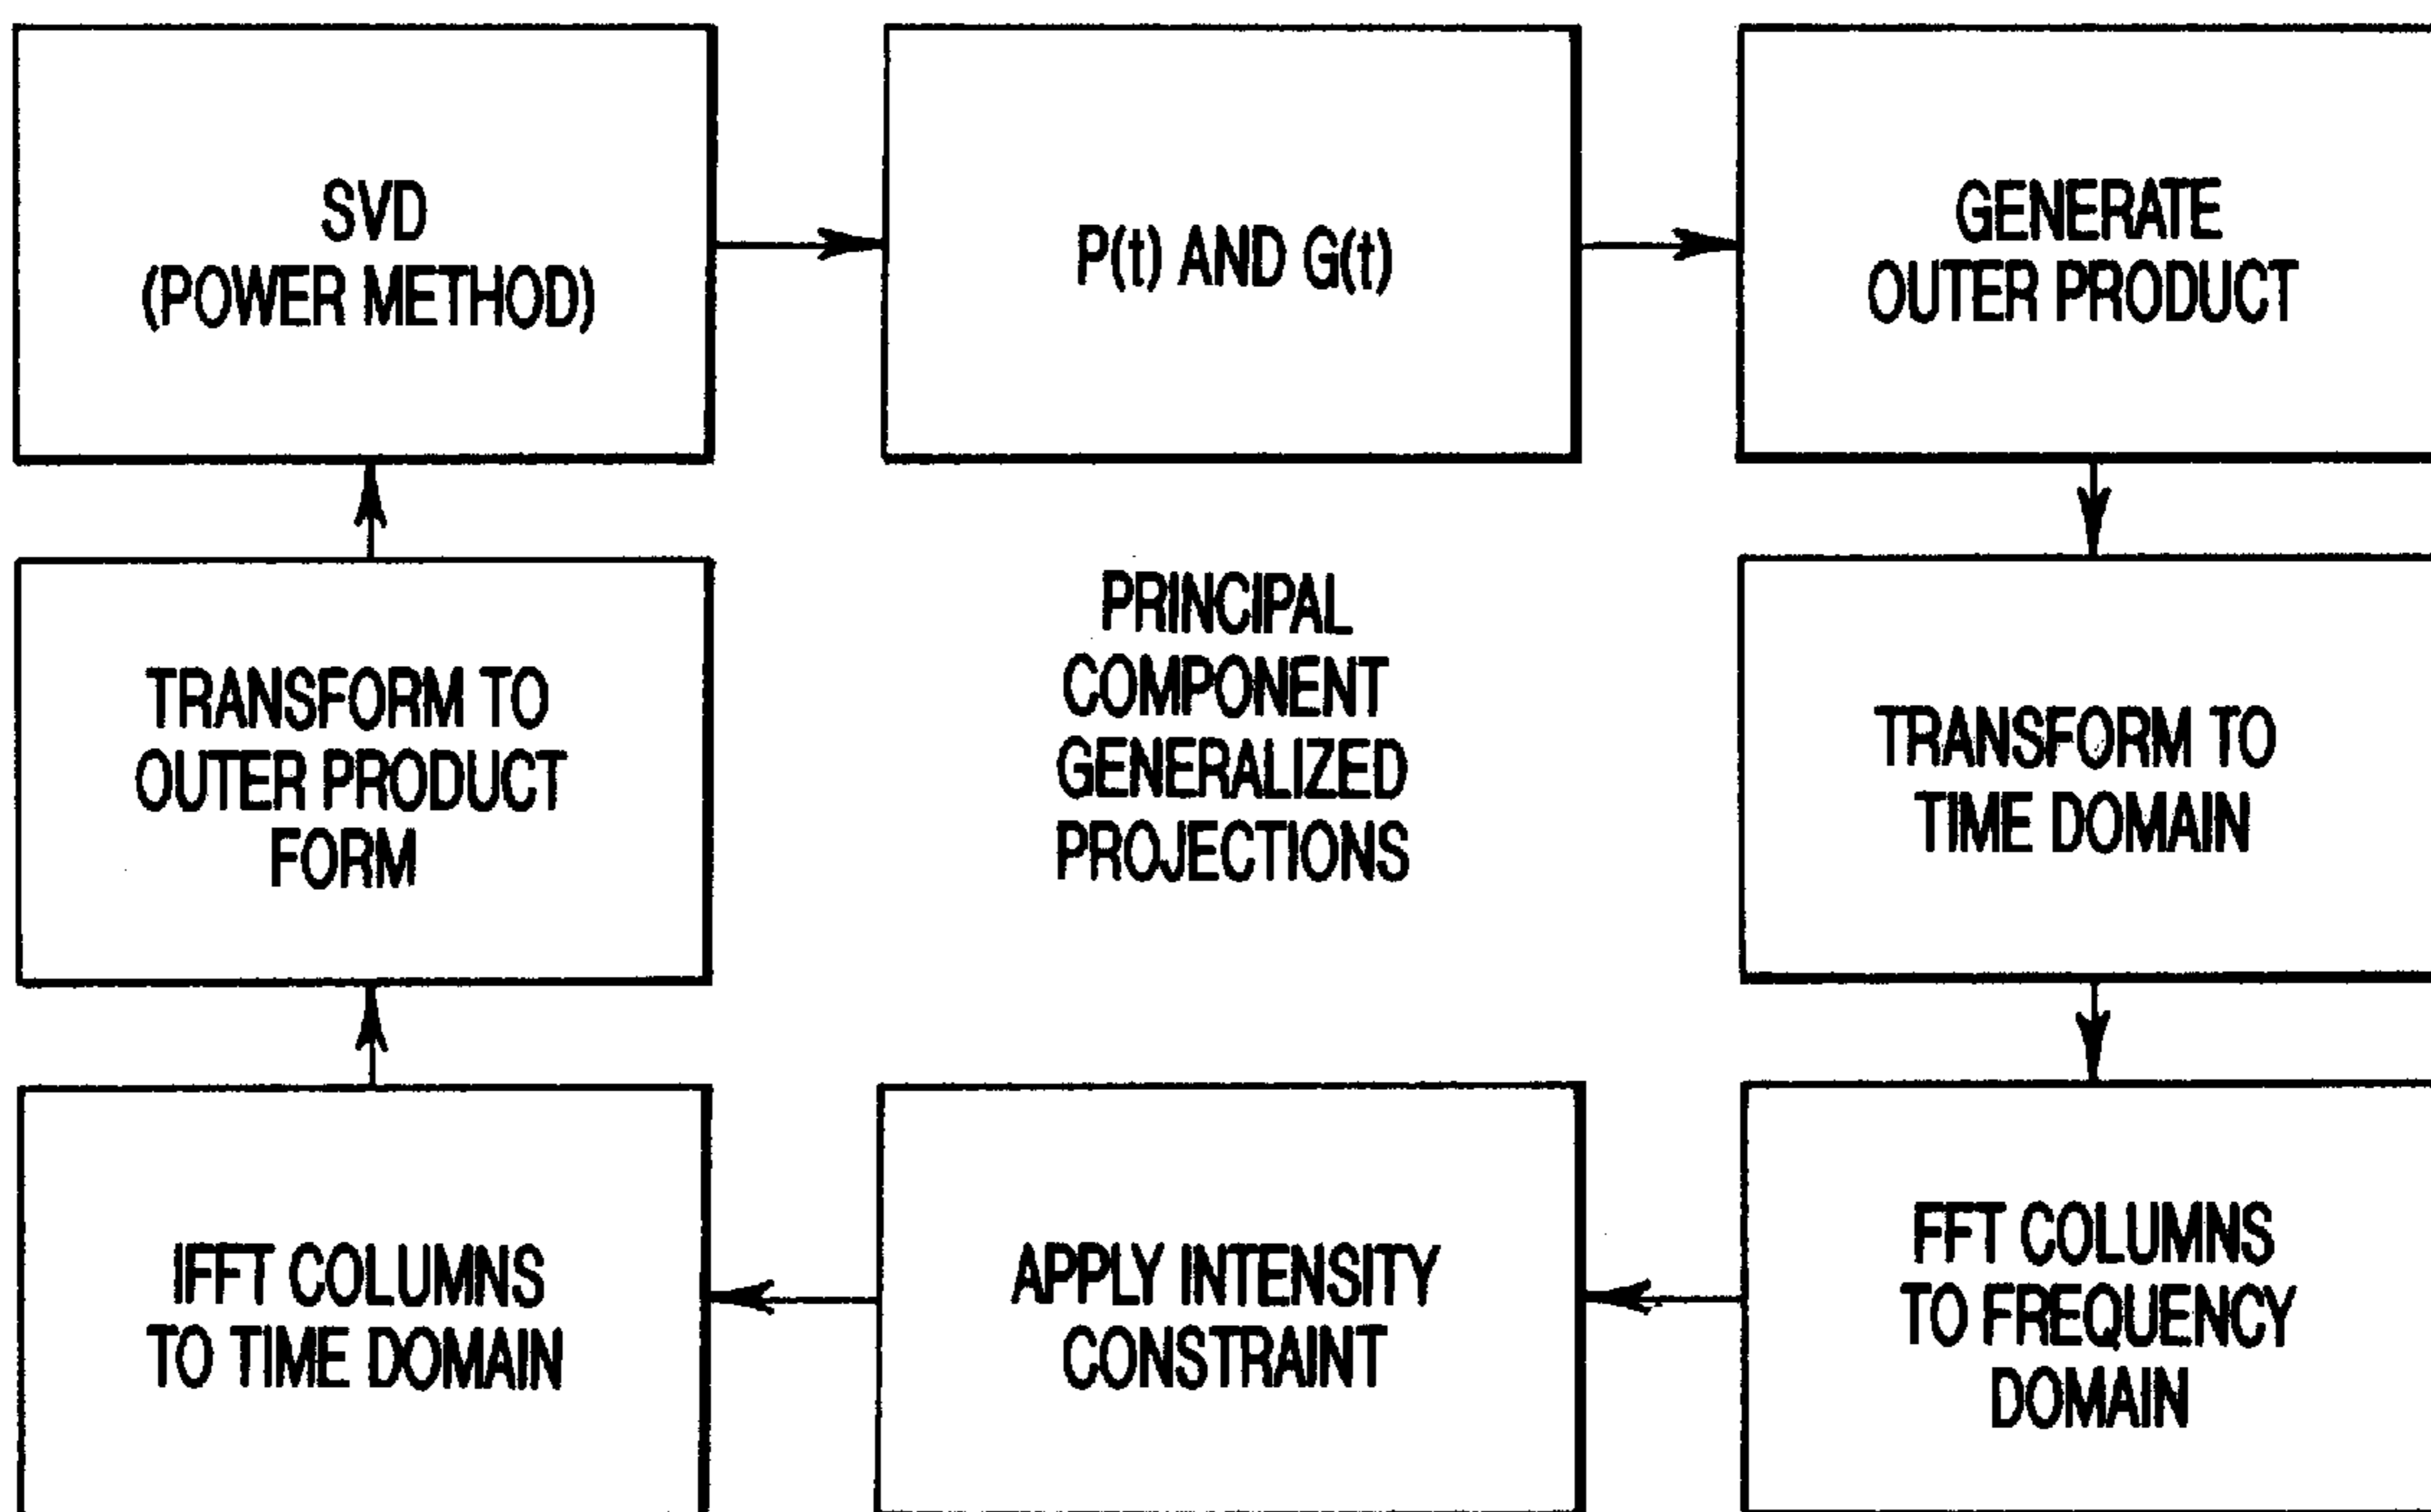 SVD
(POWER METHOD)
P(t) AND G(t)
GENERATE
OUTER PRODUCT
TRANSFORM TO
OUTER PRODUCT
FORM
PRINCIPAL
COMPONENT
GENERALIZED
PROJECTIONS
TRANSFORM TO
TIME DOMAIN
IFFT COLUMNS
TO TIME DOMAIN
APPLY INTENSITY
CONSTRAINT
FFT COLUMNS
TO FREQUENCY
DOMAIN